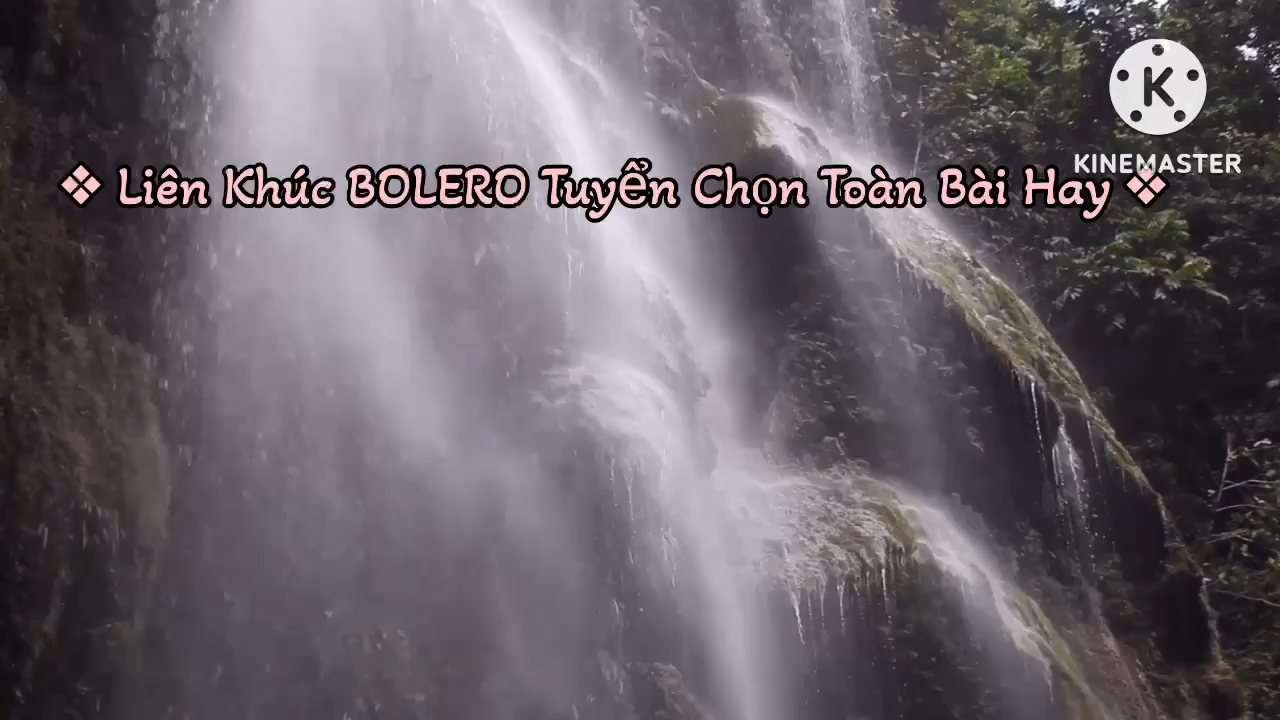 K
KINEMASTER
❖ Liên Khúc BOLERO Tuyển Chọn Toàn Bài Hay ❖